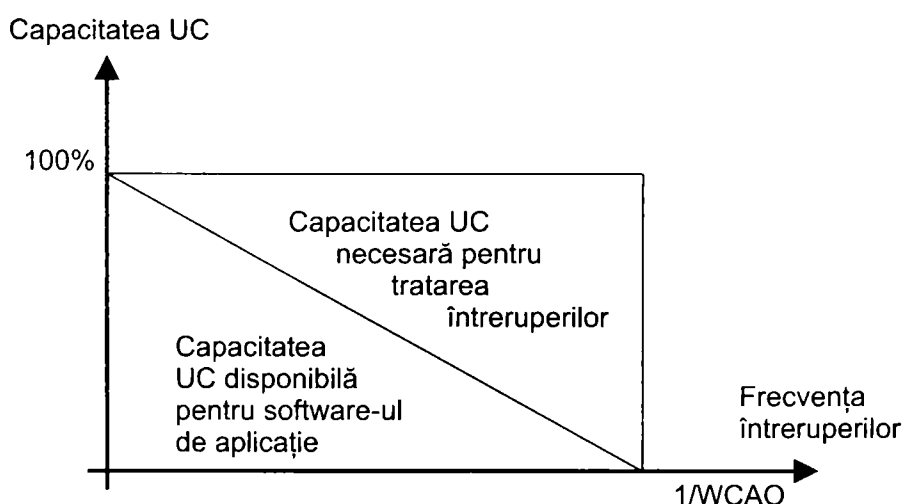 Capacitatea UC
100%
Capacitatea UC
necesară pentru
tratarea
întreruperilor
Capacitatea
UC disponibilă
pentru software-ul
de aplicație
Frecvența
întreruperilor
1/WCAO